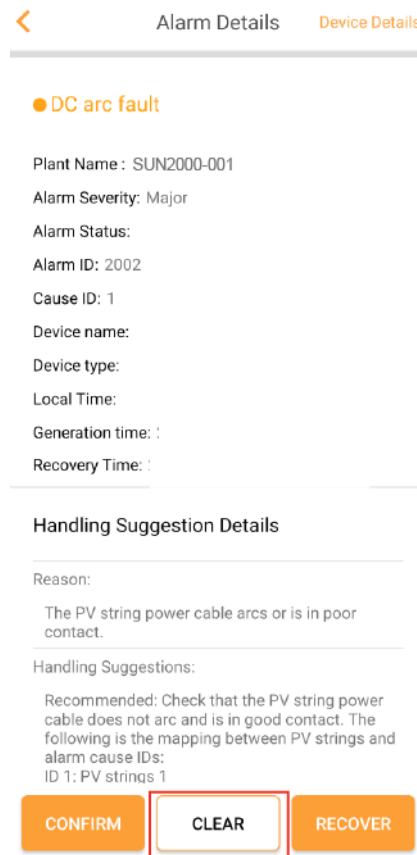 Alarm Details Device Details
DC arc fault
Plant Name : SUN2000-001
Alarm Severity: Major
Alarm Status:
Alarm ID: 2002
Cause ID: 1
Device name:
Device type:
Local Time:
Generation time:
Recovery Time:
Handling Suggestion Details
Reason:
The PV string power cable arcs or is in poor
contact.
Handling Suggestions:
Recommended: Check that the PV string power
cable does not arc and is in good contact. The
following is the mapping between PV strings and
alarm cause IDs:
ID 1: PV strings 1
CONFIRM CLEAR RECOVER